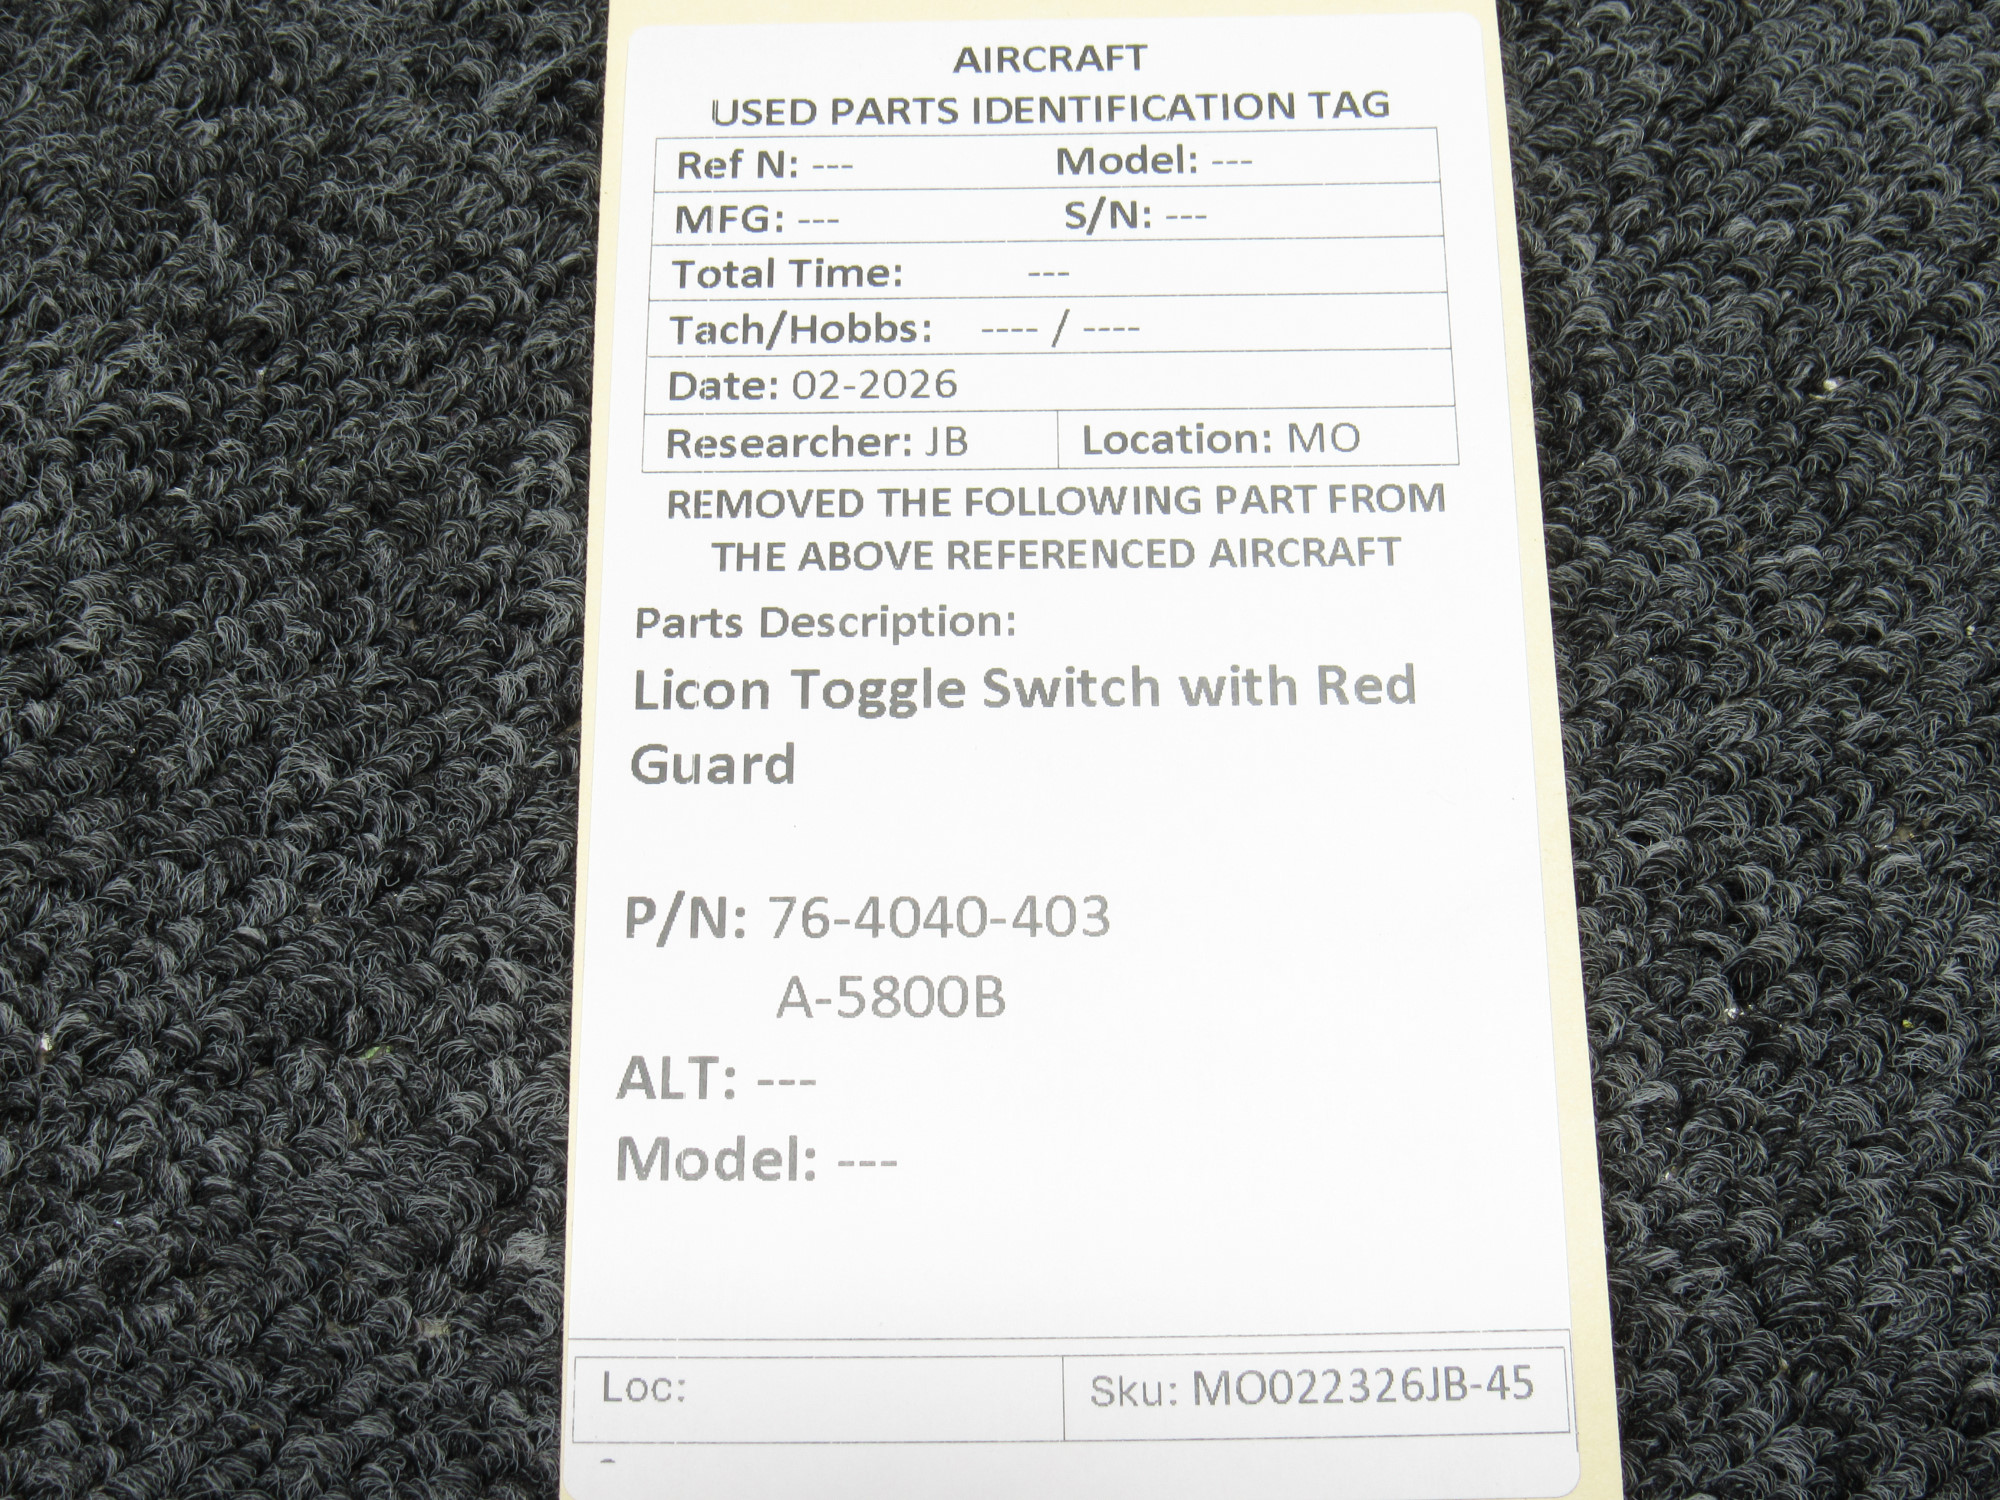 AIRCRAFT
USED PARTS IDENTIFICATION TAG
Ref N: --- Model: ---
MFG: --- S/N: ---
Total Time: ---
Tach/Hobbs: ---- / ----
Date: 02-2026
Researcher: JB Location: MO
REMOVED THE FOLLOWING PART FROM
THE ABOVE REFERENCED AIRCRAFT
Parts Description:
Licon Toggle Switch with Red
Guard
P/N: 76-4040-403
A-5800B
ALT: ---
Model: ---
Loc: Sku: MO022326JB-45